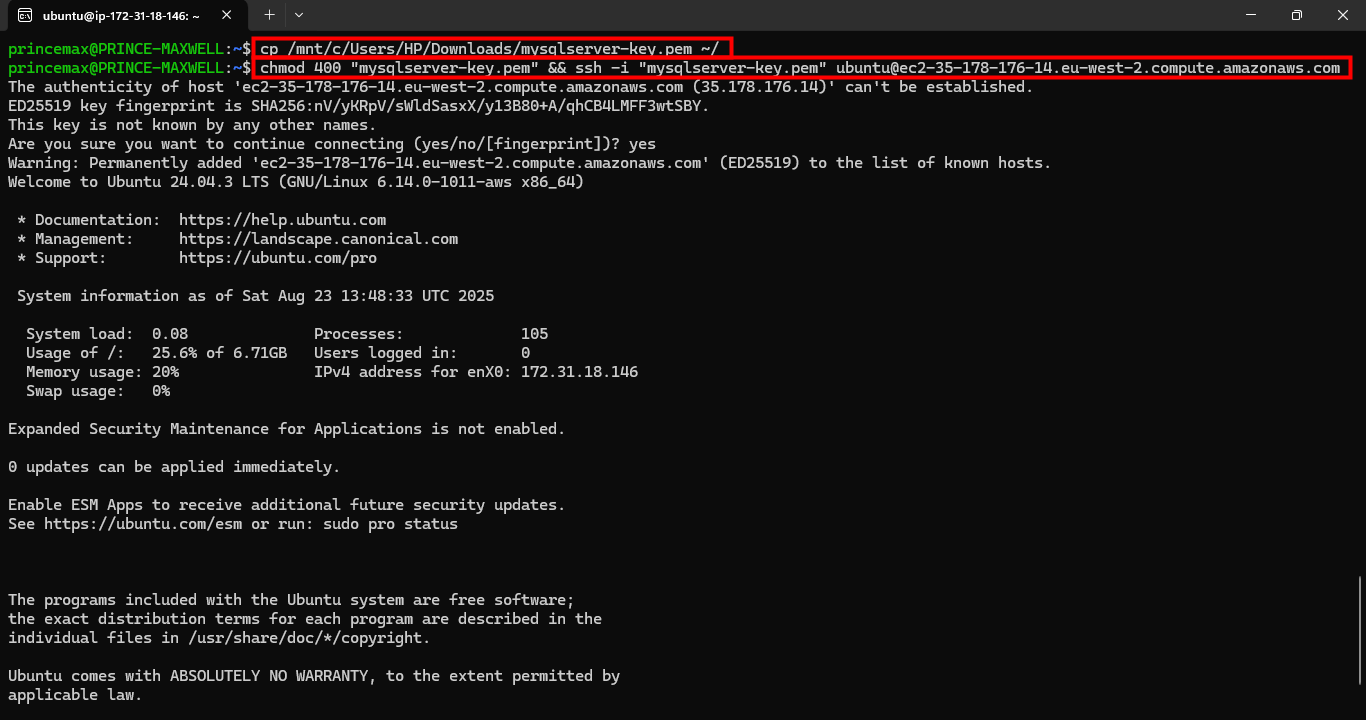 ubuntu@ip-172-31-18-146: ~
princemax@PRINCE-MAXWELL:~$ cp /mnt/c/Users/HP/Downloads/mysqlserver-key.pem ~/
princemax@PRINCE-MAXWELL:~$ chmod 400 "mysqlserver-key.pem" && ssh -i "mysqlserver-key.pem" ubuntu@ec2-35-178-176-14.eu-west-2.compute.amazonaws.com
The authenticity of host 'ec2-35-178-176-14.eu-west-2.compute.amazonaws.com (35.178.176.14)' can't be established.
ED25519 key fingerprint is SHA256:nV/yKRpV/sWldSasxX/y13B80+A/qhCB4LMFF3wtSBY.
This key is not known by any other names.
Are you sure you want to continue connecting (yes/no/[fingerprint])? yes
Warning: Permanently added 'ec2-35-178-176-14.eu-west-2.compute.amazonaws.com' (ED25519) to the list of known hosts.
Welcome to Ubuntu 24.04.3 LTS (GNU/Linux 6.14.0-1011-aws x86_64)
* Documentation:  https://help.ubuntu.com
* Management:     https://landscape.canonical.com
* Support:        https://ubuntu.com/pro
System information as of Sat Aug 23 13:48:33 UTC 2025
System load:  0.08              Processes:             105
Usage of /:   25.6% of 6.71GB   Users logged in:       0
Memory usage: 20%               IPv4 address for enX0: 172.31.18.146
Swap usage:   0%
Expanded Security Maintenance for Applications is not enabled.
0 updates can be applied immediately.
Enable ESM Apps to receive additional future security updates.
See https://ubuntu.com/esm or run: sudo pro status
The programs included with the Ubuntu system are free software;
the exact distribution terms for each program are described in the
individual files in /usr/share/doc/*/copyright.
Ubuntu comes with ABSOLUTELY NO WARRANTY, to the extent permitted by
applicable law.